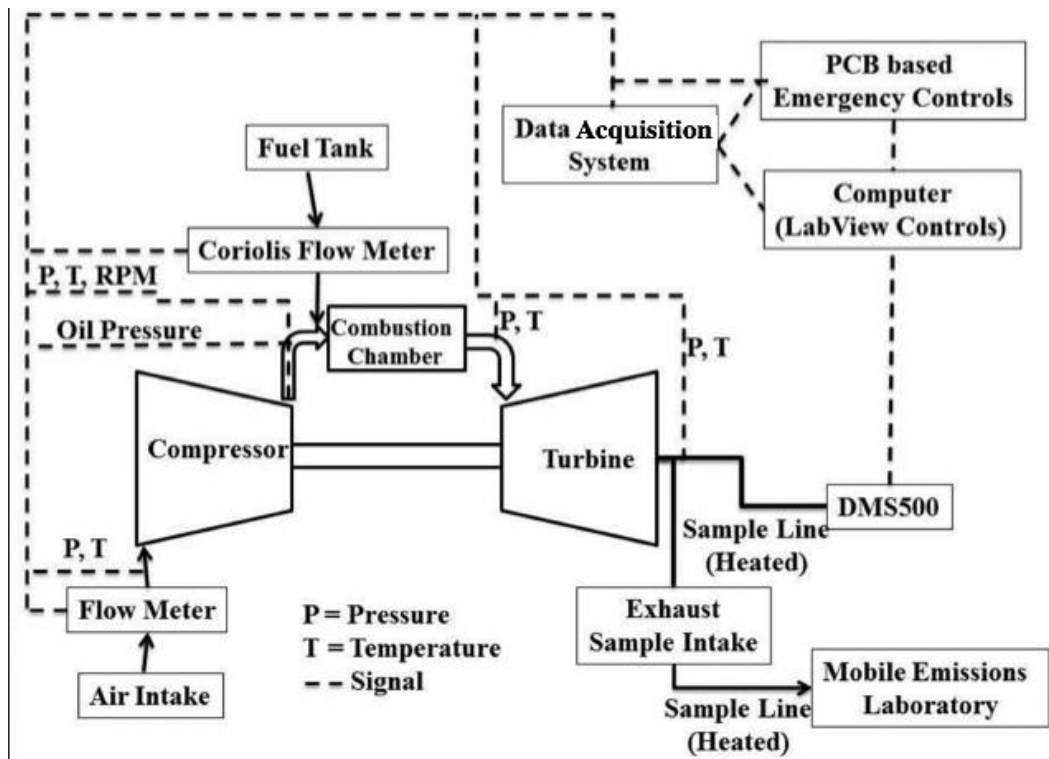 PCB based
Emergency Controls
Data Acquisition
System
Fuel Tank
Computer
(LabView Controls)
Coriolis Flow Meter
P, T, RPM
Oil Pressure
Combustion
Chamber
P, T
P, T
Compressor
Turbine
DMS500
Sample Line
(Heated)
P, T
Flow Meter
Air Intake
P = Pressure
T = Temperature
Signal
Exhaust
Sample Intake
Mobile Emissions
Laboratory
Sample Line
(Heated)